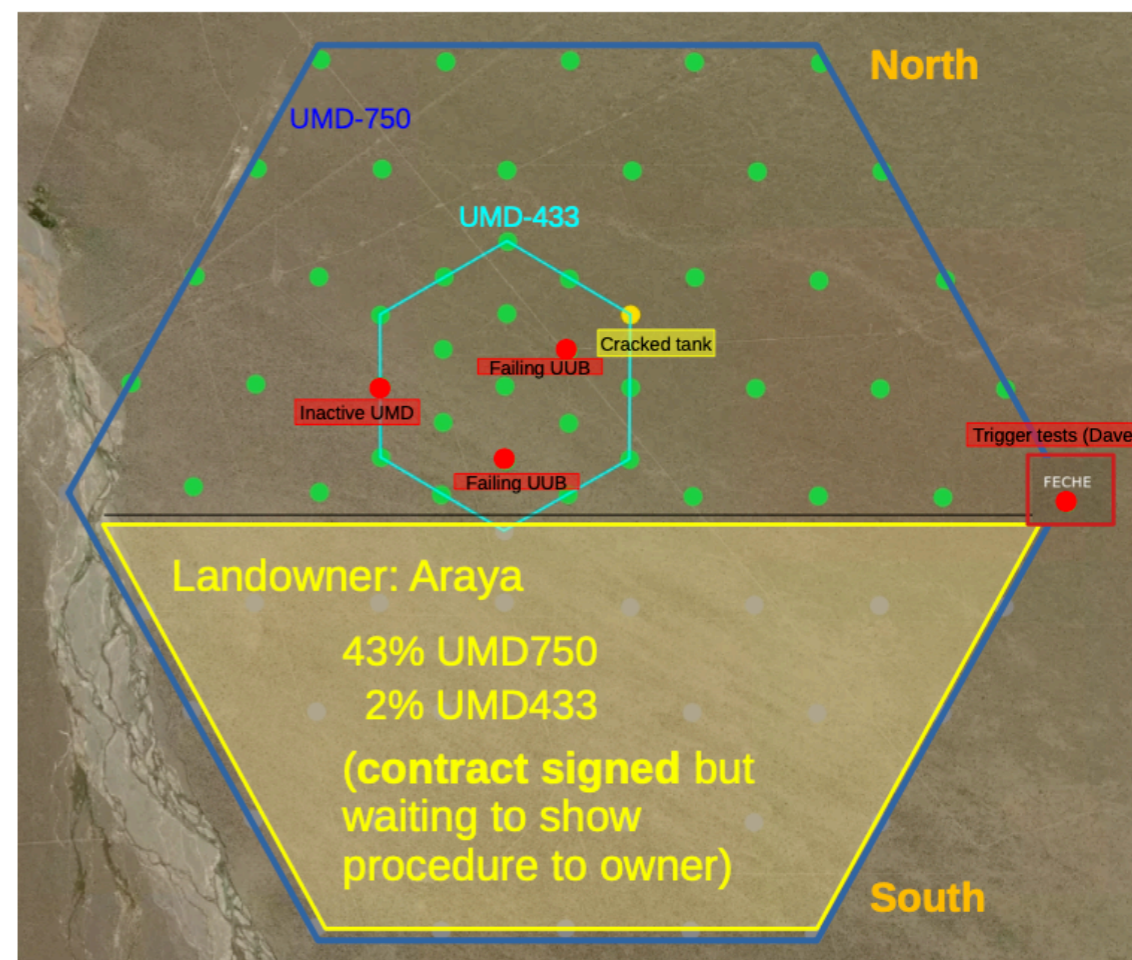 North
UMD-750
UMD-433
Cracked tank
Failing UUB
Inactive UMD
Trigger tests (Dave
Failing UUB
FECHE
Landowner: Araya
43% UMD750
2% UMD433
(contract signed but
waiting to show
procedure to owner)
South